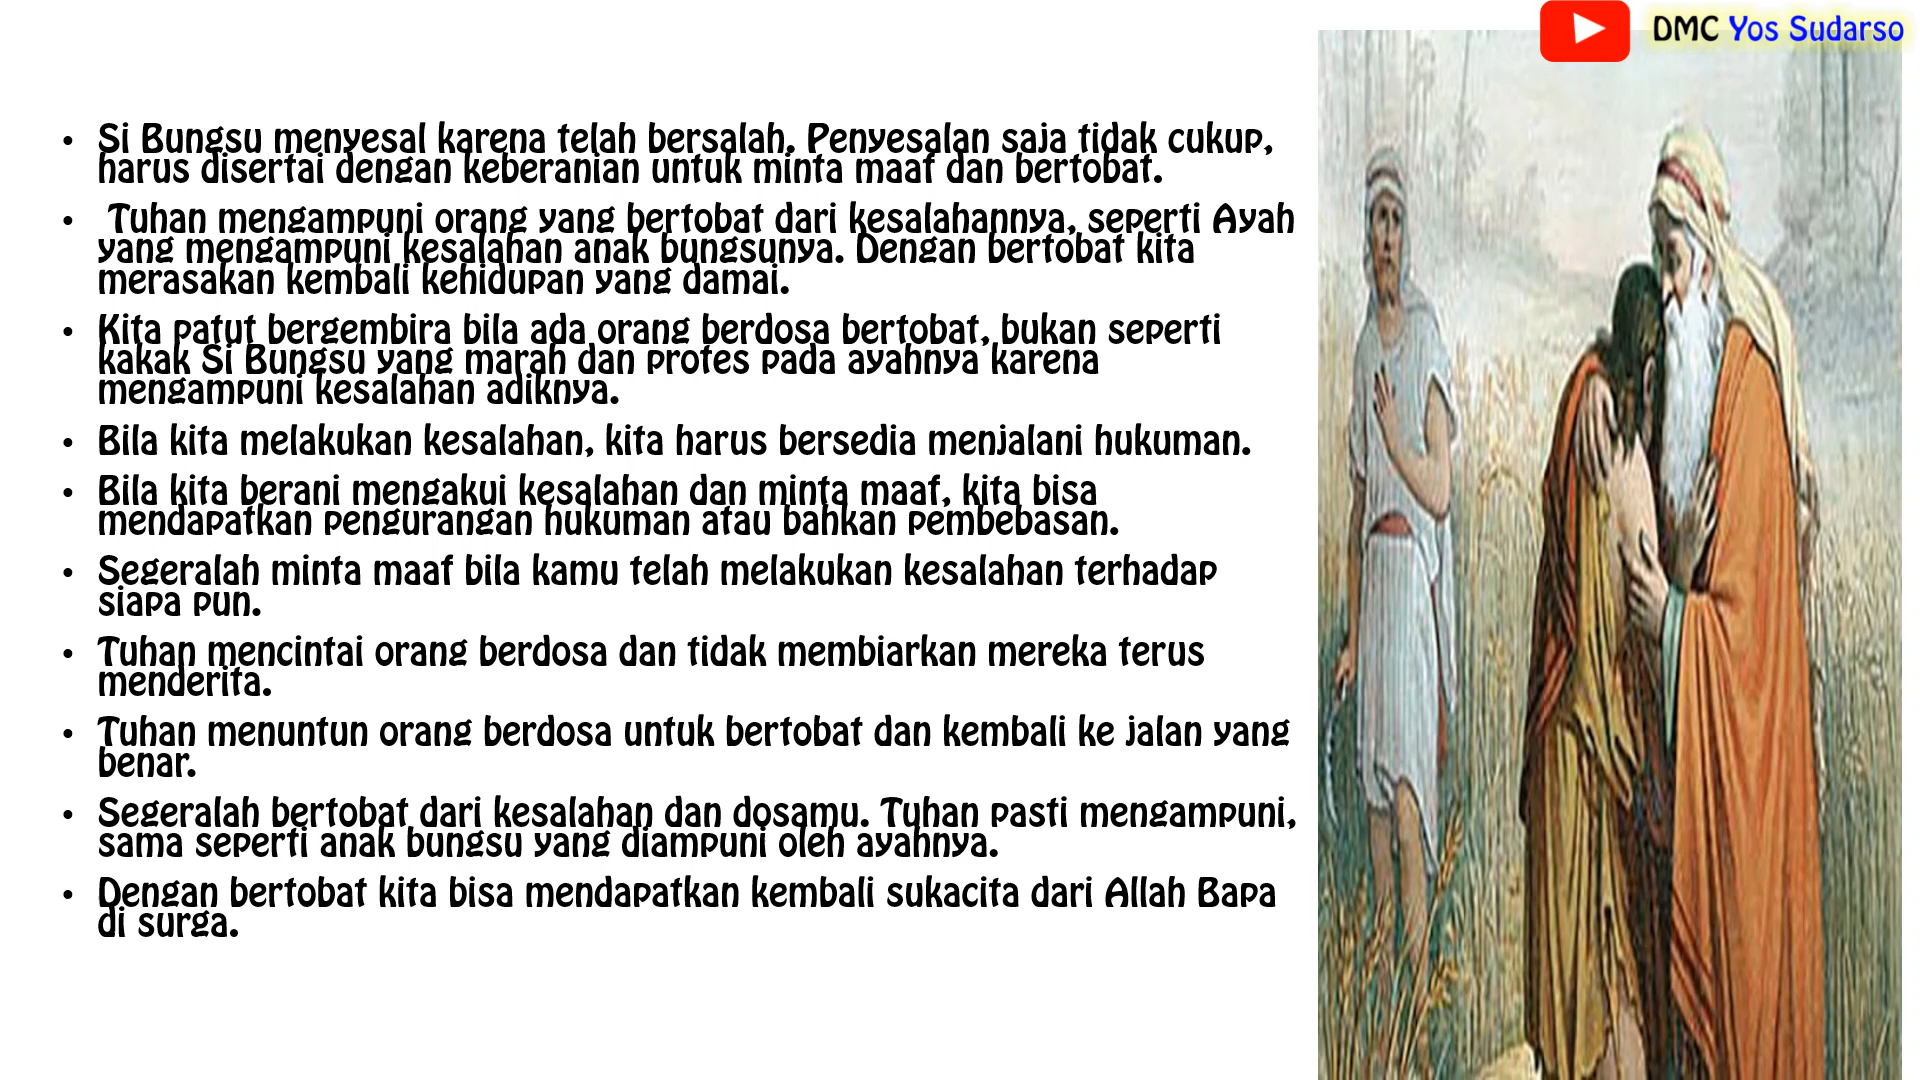 DMC Yos Sudarso
• Si Bungsu menyesal karena telah bersalah. Penyesalan saja tidak cukup,
harus disertai dengan keberanian untuk minta maaf dan bertobat.
• Tuhan mengampuni orang yang bertobat dari kesalahannya, seperti Ayah
yang mengampuni kesalahan anak bungsunya. Dengan bertobat kita
merasakan kembali kehidupan yang damai.
• Kita patut bergembira bila ada orang berdosa bertobat, bukan seperti
kakak Si Bungsu yang marah dan protes pada ayahnya karena
mengampuni kesalahan adiknya.
• Bila kita melakukan kesalahan, kita harus bersedia menjalani hukuman.
• Bila kita berani mengakui kesalahan dan minta maaf, kita bisa
mendapatkan pengurangan hukuman atau bahkan pembebasan.
• Segeralah minta maaf bila kamu telah melakukan kesalahan terhadap
siapa pun.
• Tuhan mencintai orang berdosa dan tidak membiarkan mereka terus
menderita.
• Tuhan menuntun orang berdosa untuk bertobat dan kembali ke jalan yang
benar.
• Segeralah bertobat dari kesalahan dan dosamu. Tuhan pasti mengampuni,
sama seperti anak bungsu yang diampuni oleh ayahnya.
• Dengan bertobat kita bisa mendapatkan kembali sukacita dari Allah Bapa
di surga.